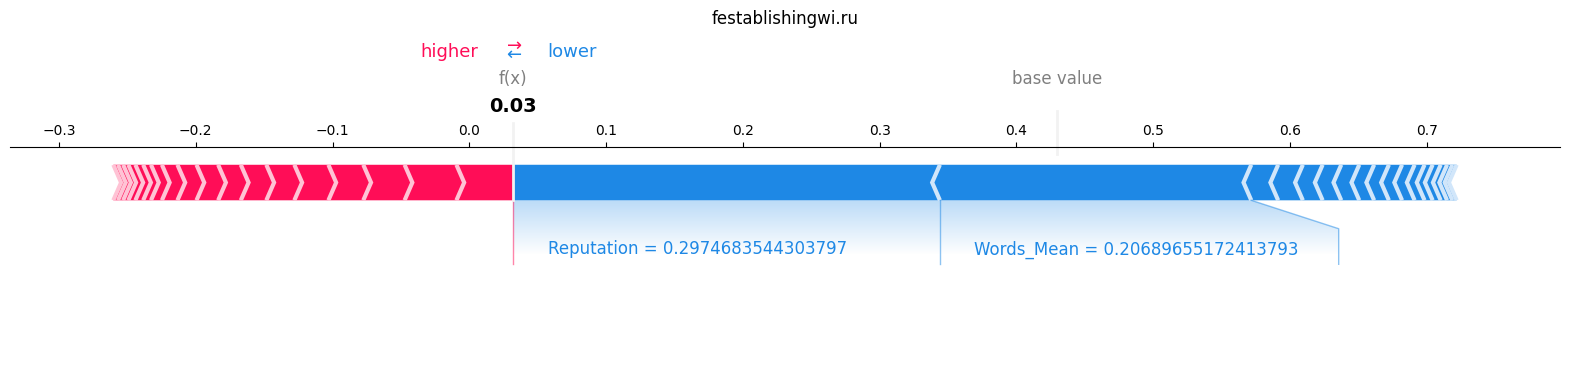 festablishingwi.ru
higher ⇄ lower
f(x) base value
0.03
−0.3 −0.2 −0.1 0.0 0.1 0.2 0.3 0.4 0.5 0.6 0.7
Reputation = 0.2974683544303797 Words_Mean = 0.20689655172413793